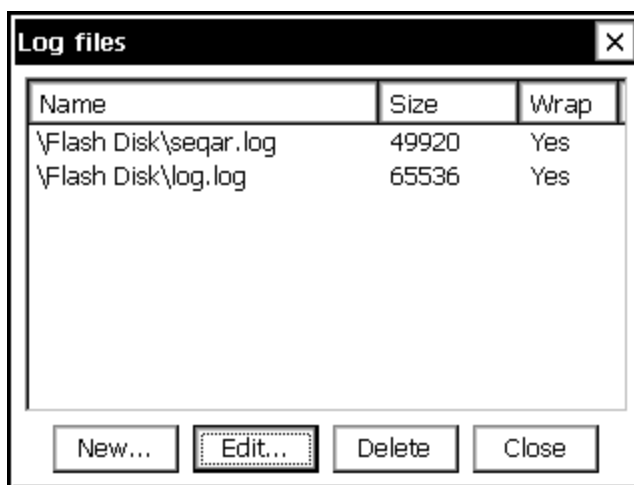 Log files
Name Size Wrap
\Flash Disk\seqar.log 49920 Yes
\Flash Disk\log.log 65536 Yes
New... Edit... Delete Close